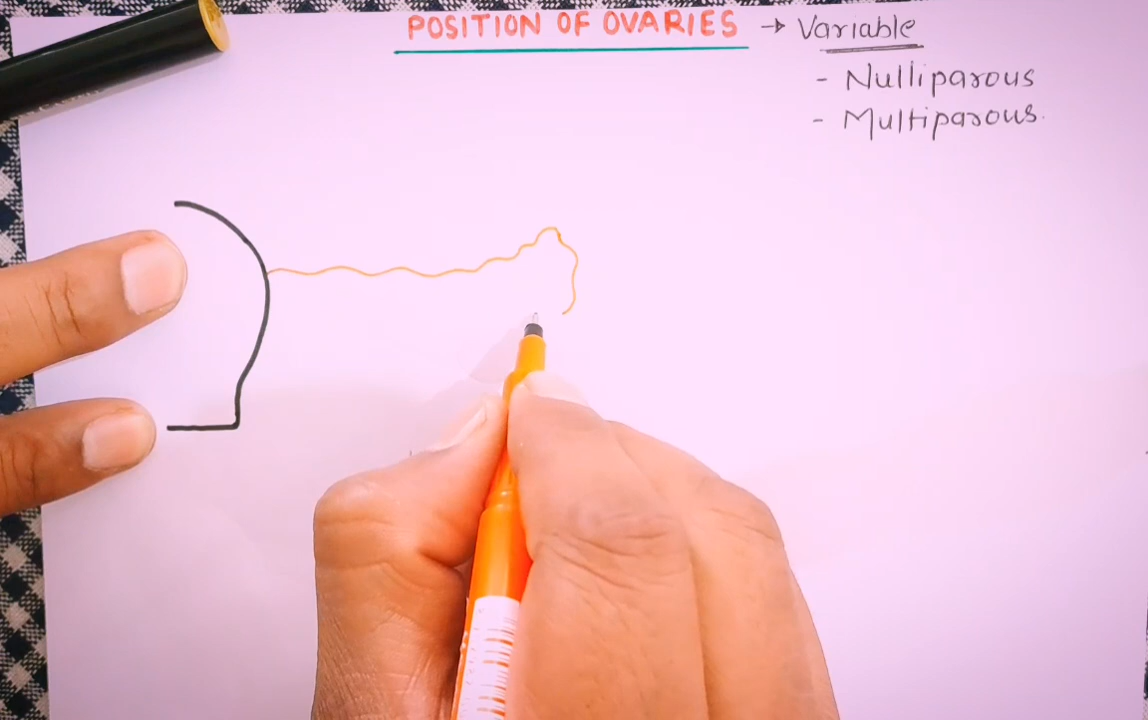 POSITION OF OVARIES → Variable
- Nulliparous
- Multiparous.